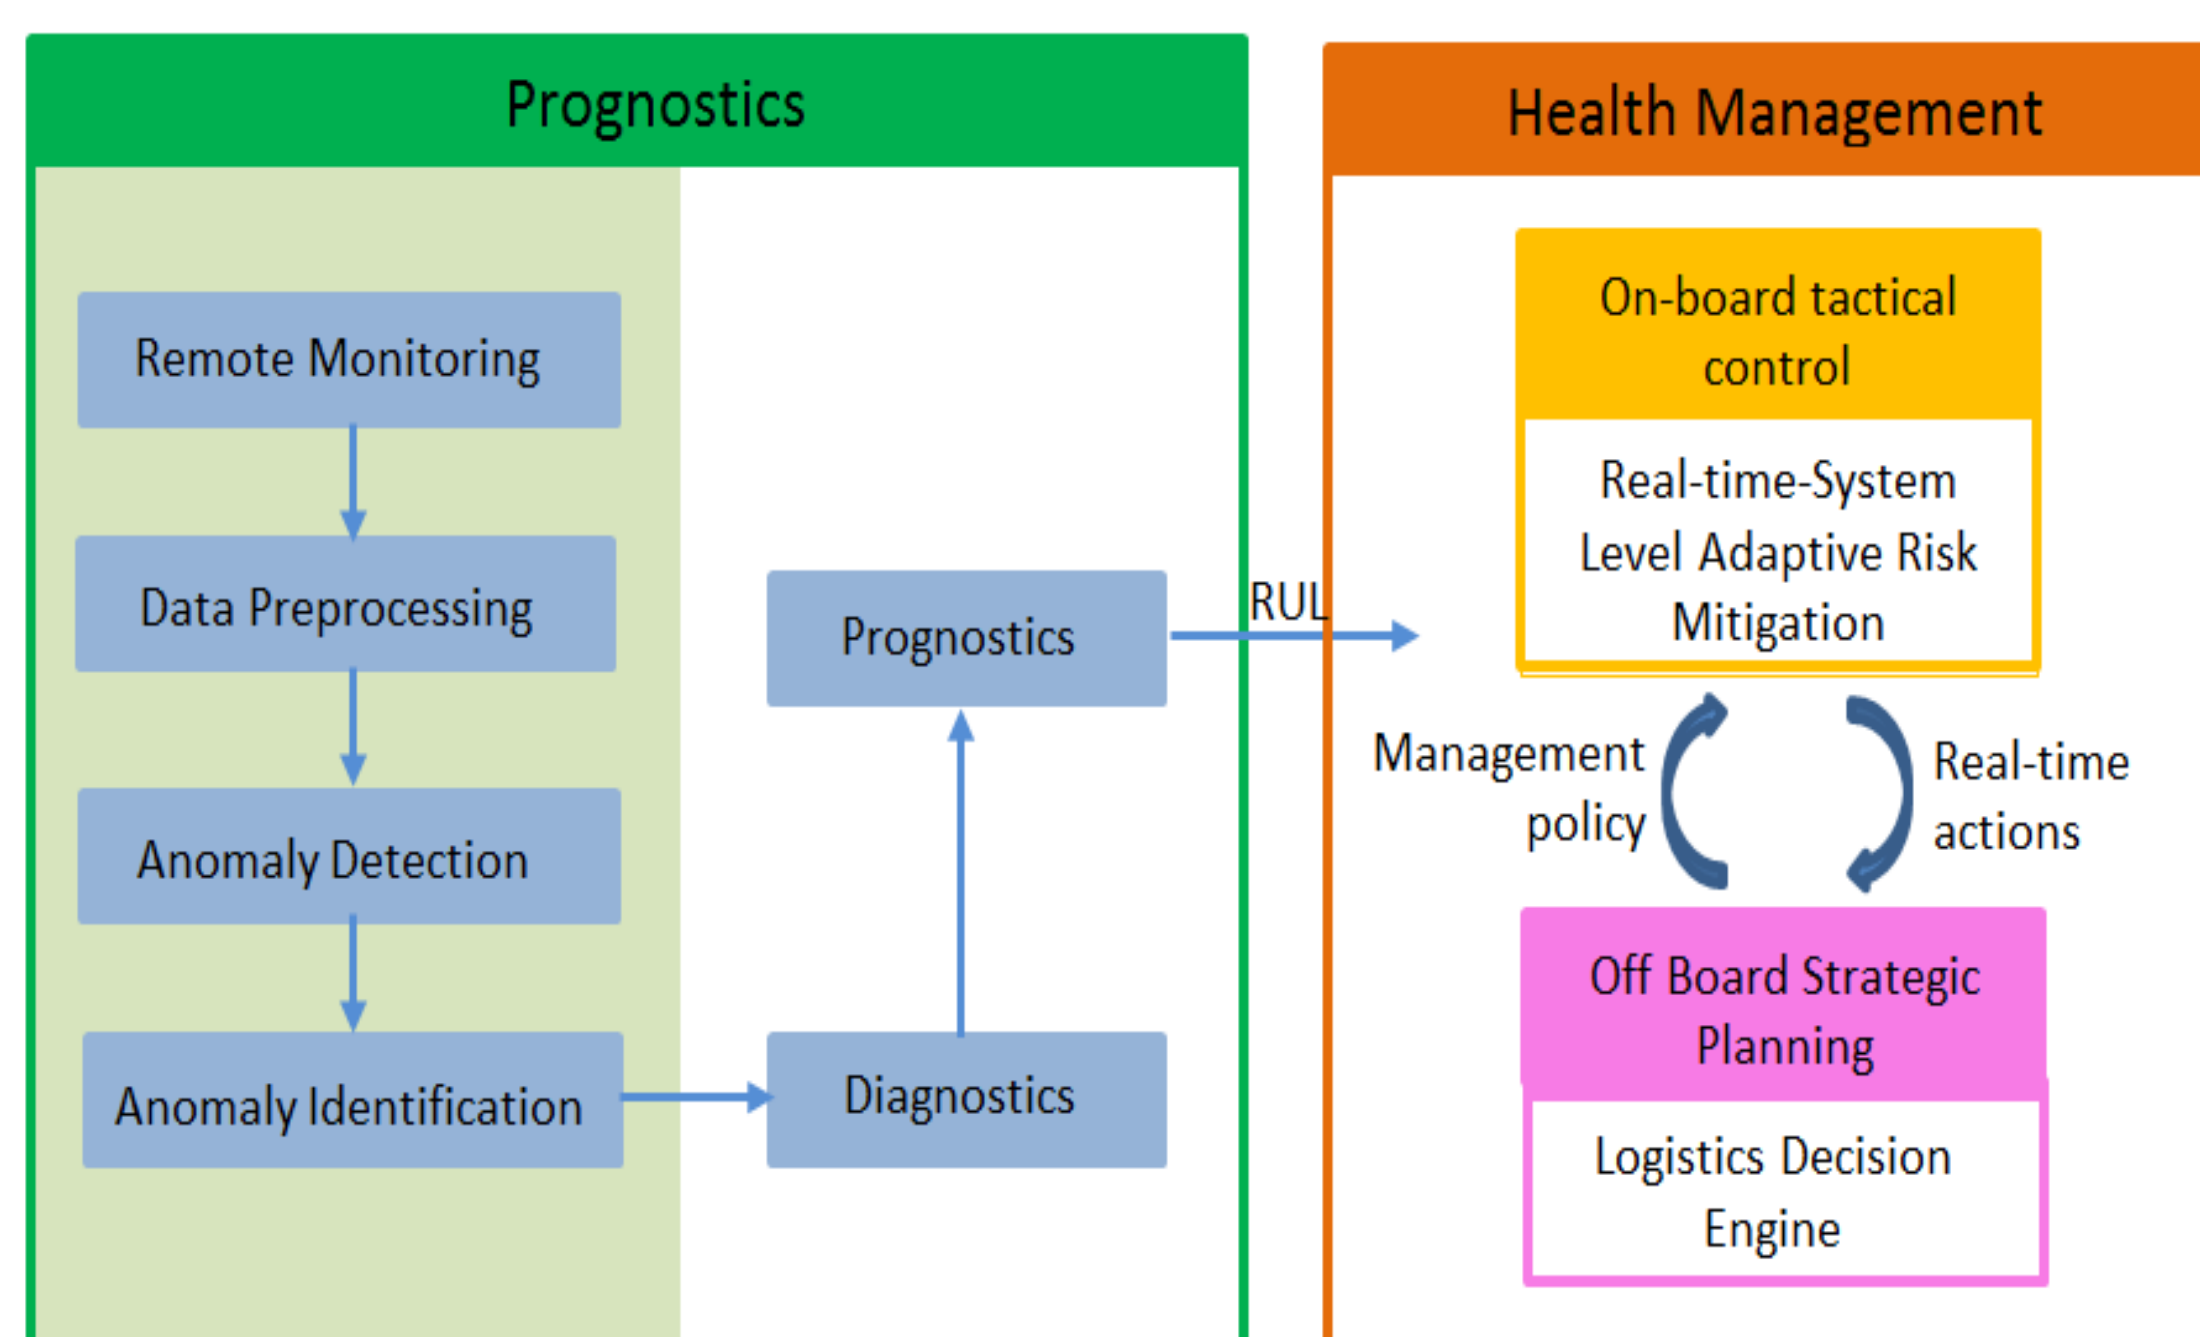 Prognostics
Remote Monitoring
Data Preprocessing
Anomaly Detection
Anomaly Identification
Diagnostics
Prognostics
RUL
Health Management
On-board tactical
control
Real-time-System
Level Adaptive Risk
Mitigation
Management
policy
Real-time
actions
Off Board Strategic
Planning
Logistics Decision
Engine